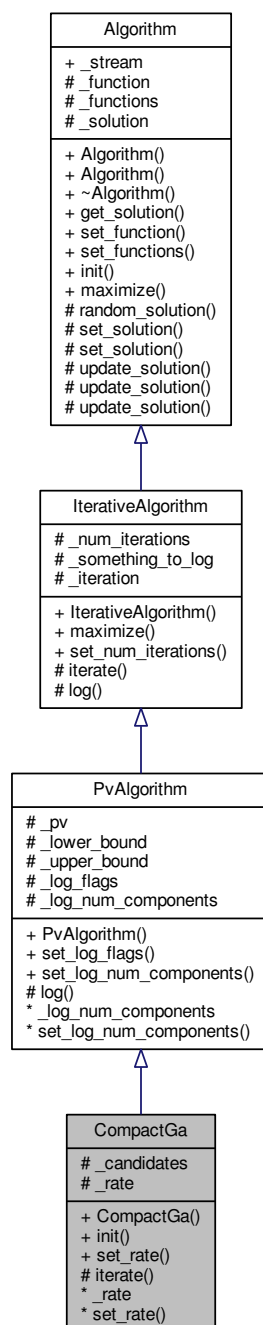 Algorithm
+ _stream
# _function
# _functions
# _solution
+ Algorithm()
+ Algorithm()
+ ~Algorithm()
+ get_solution()
+ set_function()
+ set_functions()
+ init()
+ maximize()
# random_solution()
# set_solution()
# set_solution()
# update_solution()
# update_solution()
# update_solution()
IterativeAlgorithm
# _num_iterations
# _something_to_log
# _iteration
+ IterativeAlgorithm()
+ maximize()
+ set_num_iterations()
# iterate()
# log()
PvAlgorithm
# _pv
# _lower_bound
# _upper_bound
# _log_flags
# _log_num_components
+ PvAlgorithm()
+ set_log_flags()
+ set_log_num_components()
# log()
* _log_num_components
* set_log_num_components()
CompactGa
# _candidates
# _rate
+ CompactGa()
+ init()
+ set_rate()
# iterate()
* _rate
* set_rate()